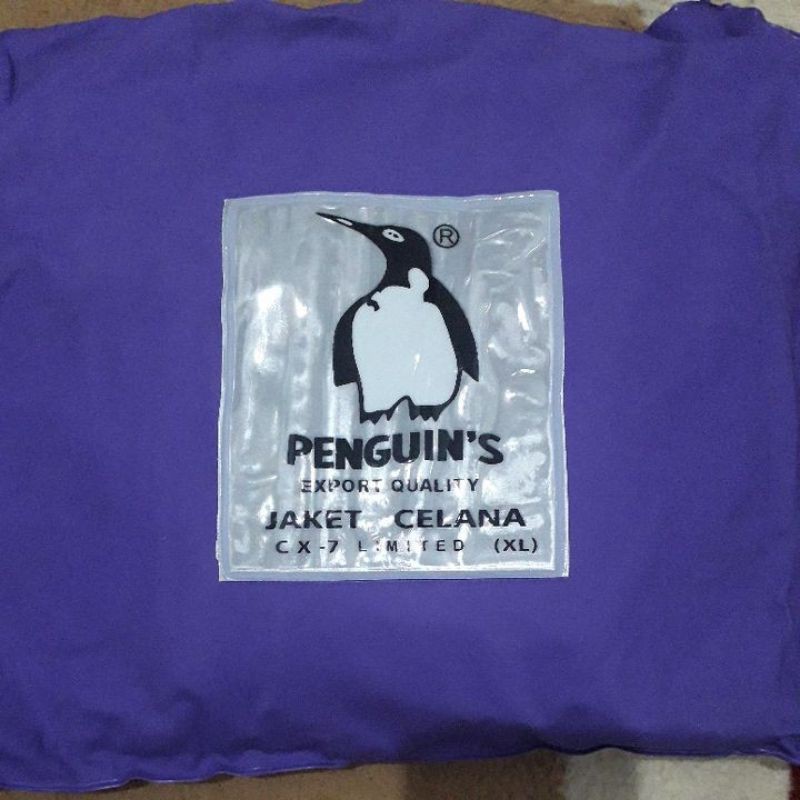 ®
PENGUIN'S
EXPORT QUALITY
JAKET CELANA
CX-7 LIMITED (XL)